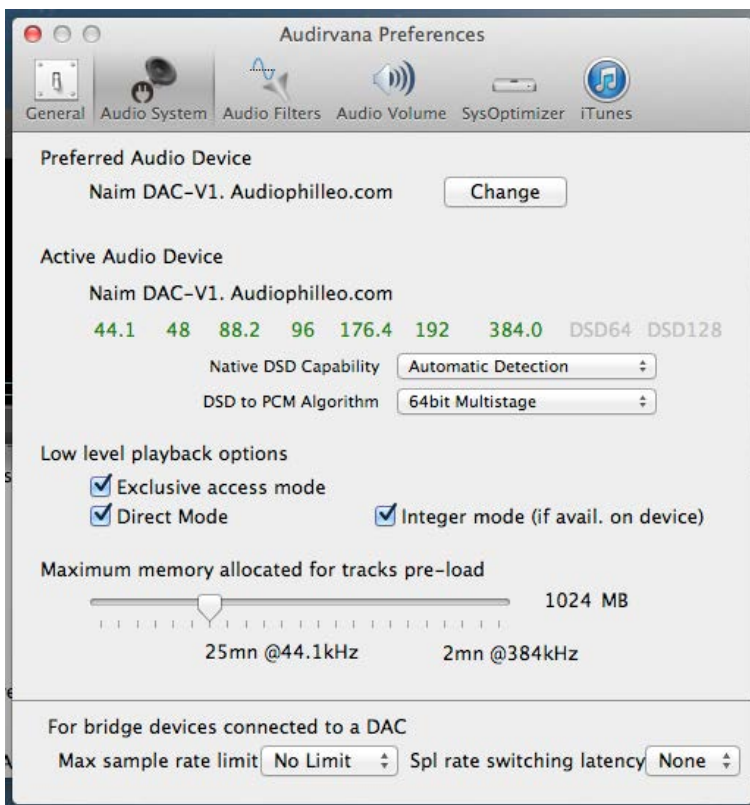 Audirvana Preferences
General Audio System Audio Filters Audio Volume SysOptimizer iTunes
Preferred Audio Device
Naim DAC-V1. Audiophilleo.com Change
Active Audio Device
Naim DAC-V1. Audiophilleo.com
44.1 48 88.2 96 176.4 192 384.0 DSD64 DSD128
Native DSD Capability Automatic Detection
DSD to PCM Algorithm 64bit Multistage
Low level playback options
Exclusive access mode
Direct Mode Integer mode (if avail. on device)
Maximum memory allocated for tracks pre-load
1024 MB
25mn @44.1kHz 2mn @384kHz
For bridge devices connected to a DAC
Max sample rate limit No Limit Spl rate switching latency None